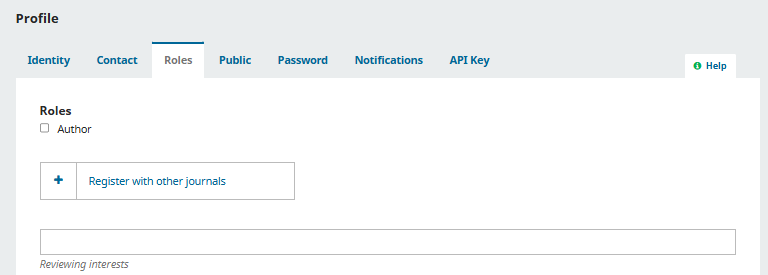 Profile
Identity Contact Roles Public Password Notifications API Key
Help
Roles
Author
Register with other journals
Reviewing interests